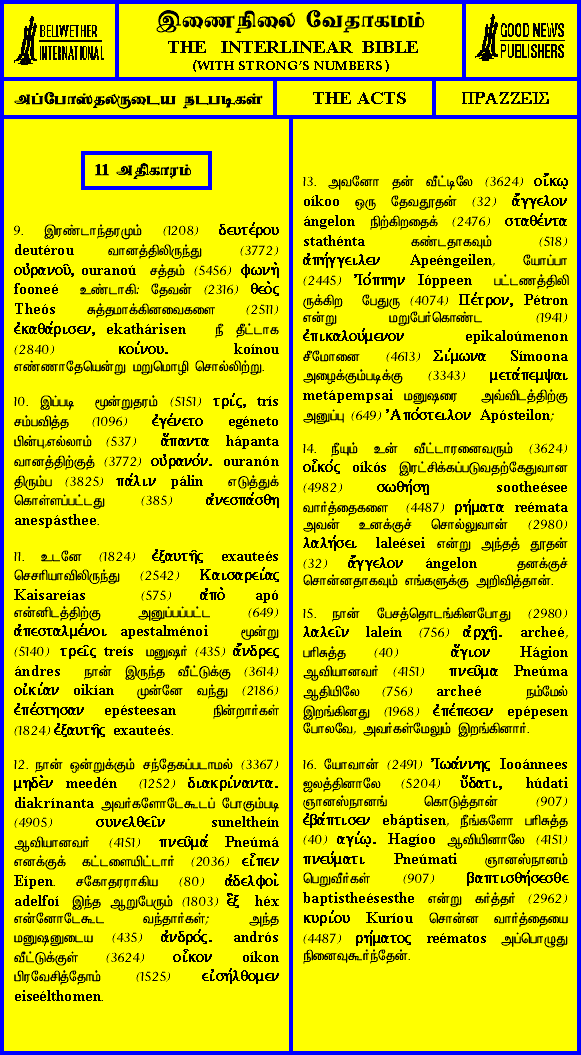 BELLWETHER
INTERNATIONAL
இணைநிலை வேதாகமம்
THE INTERLINEAR BIBLE
(WITH STRONG'S NUMBERS)
GOOD NEWS
PUBLISHERS
அப்போஸ்தலருடைய நடபடிகள்
THE ACTS
ΠΡΑΖΖΕΙΣ
11 அதிகாரம்
9. இரண்டாந்தரமும் (1208) δευτέρου
deutérou வானத்திலிருந்து (3772)
οὐρανοῦ, ouranoú சத்தம் (5456) φωνὴ
fooneé உண்டாகி: தேவன் (2316) θεὸς
Theós சுத்தமாக்கினவைகளை (2511)
ἐκαθάρισεν, ekathárisen நீ தீட்டாக
(2840) κοίνου. koínou
எண்ணாதேயென்று மறுமொழி சொல்லிற்று.
10. இப்படி மூன்றுதரம் (5151) τρίς, trís
சம்பவித்த (1096) ἐγένετο egéneto
பின்பு,எல்லாம் (537) ἅπαντα hápanta
வானத்திற்குத் (3772) οὐρανόν. ouranón
திரும்ப (3825) πάλιν pálin எடுத்துக்
கொள்ளப்பட்டது (385) ἀνεσπάσθη
anespásthee.
11. உடனே (1824) ἐξαυτῆς exauteés
செசரியாவிலிருந்து (2542) Καισαρείας
Kaisareías (575) ἀπὸ apó
என்னிடத்திற்கு அனுப்பப்பட்ட (649)
ἀπεσταλμένοι apestalménoi மூன்று
(5140) τρεῖς treís மனுஷர் (435) ἄνδρες
ándres நான் இருந்த வீட்டுக்கு (3614)
οἰκίαν oikían முன்னே வந்து (2186)
ἐπέστησαν epésteesan நின்றார்கள்
(1824) ἐξαυτῆς exauteés.
12. நான் ஒன்றுக்கும் சந்தேகப்படாமல் (3367)
μηδὲν meedén (1252) διακρίναντα.
diakrínanta அவர்களோடேகூடப் போகும்படி
(4905) συνελθεῖν suneltheín
ஆவியானவர் (4151) πνεῦμά Pneúmá
எனக்குக் கட்டளையிட்டார் (2036) εἶπεν
Eípen. சகோதரராகிய (80) ἀδελφοὶ
adelfoí இந்த ஆறுபேரும் (1803) ἓξ héx
என்னோடேகூட வந்தார்கள்; அந்த
மனுஷனுடைய (435) ἀνδρός. andrós
வீட்டுக்குள் (3624) οἶκον oíkon
பிரவேசித்தோம் (1525) εἰσήλθομεν
eiseélthomen.
13. அவனோ தன் வீட்டிலே (3624) οἴκῳ
oíkoo ஒரு தேவதூதன் (32) ἄγγελον
ángelon நிற்கிறதைக் (2476) σταθέντα
stathénta கண்டதாகவும் (518)
ἀπήγγειλεν Apeéngeilen, யோப்பா
(2445) Ἰόππην Ióppeen பட்டணத்தில்
ருக்கிற பேதுரு (4074) Πέτρον, Pétron
என்று மறுபேர்கொண்ட (1941)
ἐπικαλούμενον epikaloúmenon
சீமோனை (4613) Σίμωνα Símoona
அழைக்கும்படிக்கு (3343) μετάπεμψαι
metápempsai மனுஷரை அவ்விடத்திற்கு
அனுப்பு (649) Ἀπόστειλον Apósteilon;
14. நீயும் உன் வீட்டாரனைவரும் (3624)
οἶκός oíkós இரட்சிக்கப்படுவதற்கேதுவான
(4982) σωθήσῃ sootheésee
வார்த்தைகளை (4487) ῥήματα reémata
அவன் உனக்குச் சொல்லுவான் (2980)
λαλήσει laleései என்று அந்தத் தூதன்
(32) ἄγγελον ángelon தனக்குச்
சொன்னதாகவும் எங்களுக்கு அறிவித்தான்.
15. நான் பேசத்தொடங்கினபோது (2980)
λαλεῖν laleín (756) ἀρχῇ. archeé,
பரிசுத்த (40) ἅγιον Hágion
ஆவியானவர் (4151) πνεῦμα Pneúma
ஆதியிலே (756) archeé நம்மேல்
இறங்கினது (1968) ἐπέπεσεν epépesen
போலவே, அவர்கள்மேலும் இறங்கினார்.
16. யோவான் (2491) Ἰωάννης Iooánnees
ஜலத்தினாலே (5204) ὕδατι, húdati
ஞானஸ்நானங் கொடுத்தான் (907)
ἐβάπτισεν ebáptisen, நீங்களோ பரிசுத்த
(40) αγίῳ. Hagíoo ஆவியினாலே (4151)
πνεύματι Pneúmati ஞானஸ்நானம்
பெறுவீர்கள் (907) βαπτισθήσεσθε
baptistheésesthe என்று கர்த்தர் (2962)
κυρίου Kuríou சொன்ன வார்த்தையை
(4487) ῥήματος reématos அப்பொழுது
நினைவுகூர்ந்தேன்.